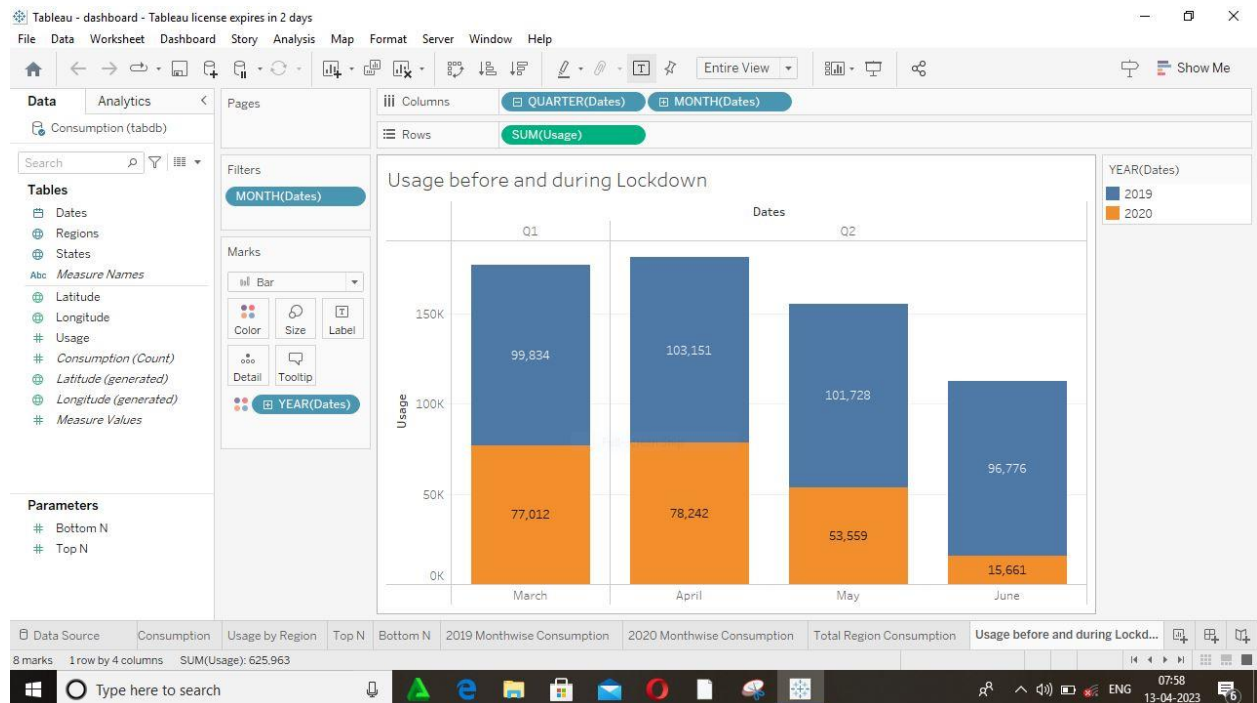 Tableau - dashboard - Tableau license expires in 2 days
File Data Worksheet Dashboard Story Analysis Map Format Server Window Help
Entire View
Show Me
Data Analytics
Consumption (tabdb)
Search
Tables
Dates
Regions
States
Abc Measure Names
Latitude
Longitude
# Usage
# Consumption (Count)
Latitude (generated)
Longitude (generated)
# Measure Values
Parameters
# Bottom N
# Top N
Pages
Filters
MONTH(Dates)
Marks
Bar
Color Size Label
Detail Tooltip
YEAR(Dates)
Columns QUARTER(Dates) MONTH(Dates)
Rows SUM(Usage)
Usage before and during Lockdown
Dates
Q1 Q2
Usage
150K
100K
50K
0K
99,834 103,151 101,728 96,776
77,012 78,242 53,559 15,661
March April May June
YEAR(Dates)
2019
2020
Data Source Consumption Usage by Region Top N Bottom N 2019 Monthwise Consumption 2020 Monthwise Consumption Total Region Consumption Usage before and during Lockd...
8 marks 1 row by 4 columns SUM(Usage): 625,963
Type here to search
ENG
07:58
13-04-2023
6